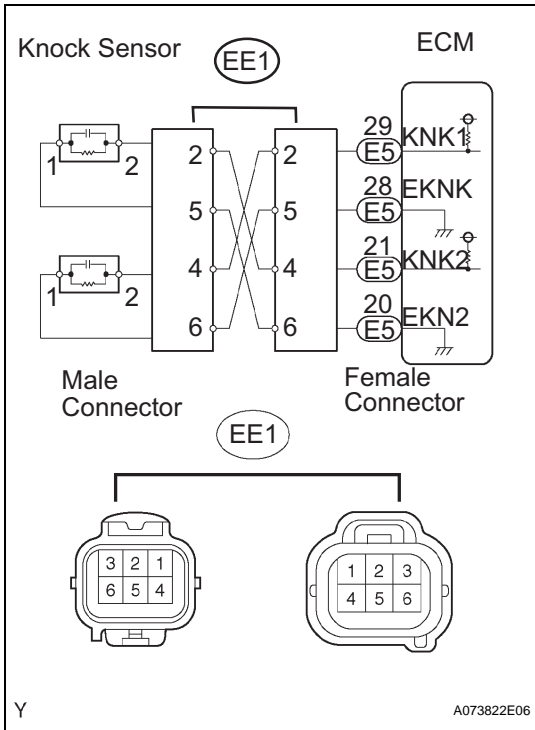 Knock Sensor
EE1
ECM
1
2
2
2
29
E5
KNK1
5
5
28
E5
EKNK
1
2
4
4
21
E5
KNK2
6
6
20
E5
EKN2
Male
Connector
Female
Connector
EE1
3 2 1
6 5 4
1 2 3
4 5 6
Y
A073822E06